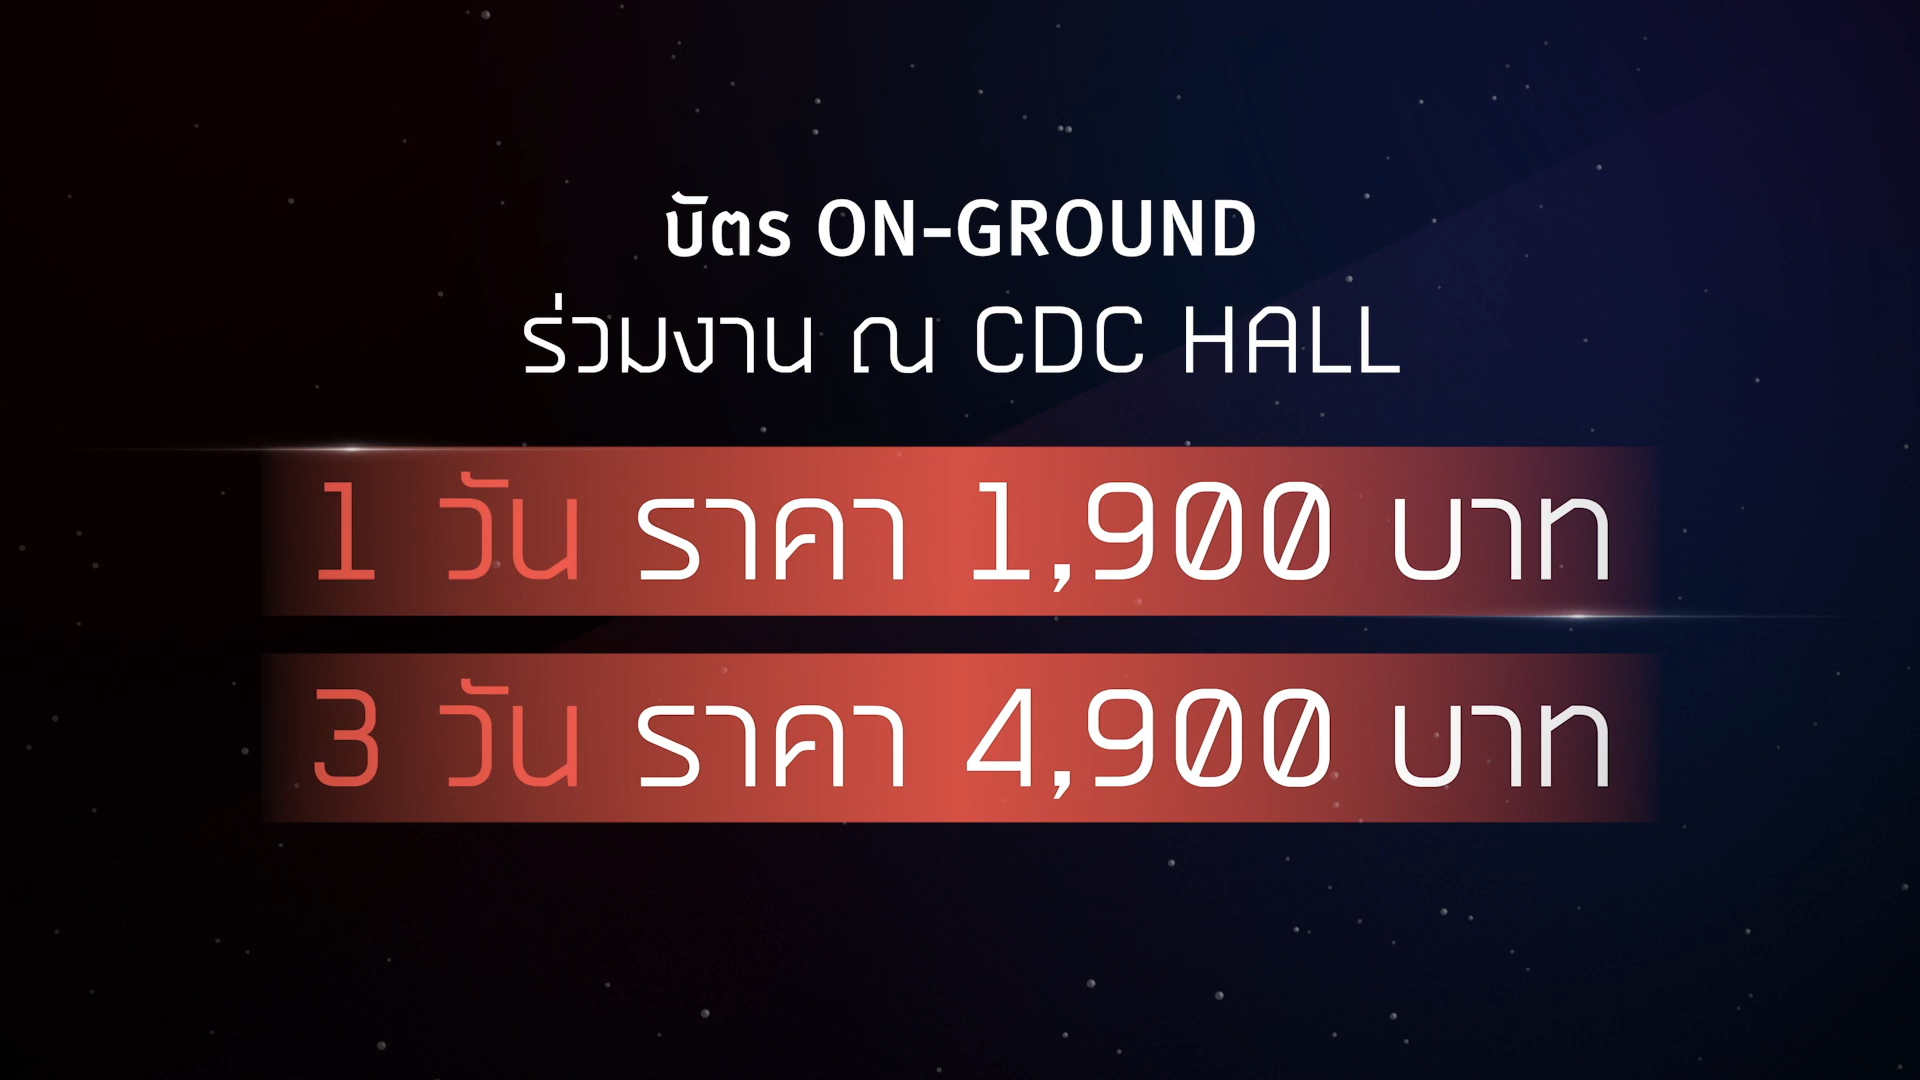 บัตร ON-GROUND
ร่วมงาน ณ CDC HALL
1 วัน ราคา 1,900 บาท
3 วัน ราคา 4,900 บาท